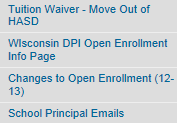 Tuition Waiver - Move Out of
HASD
WIsconsin DPI Open Enrollment
Info Page
Changes to Open Enrollment (12-
13)
School Principal Emails